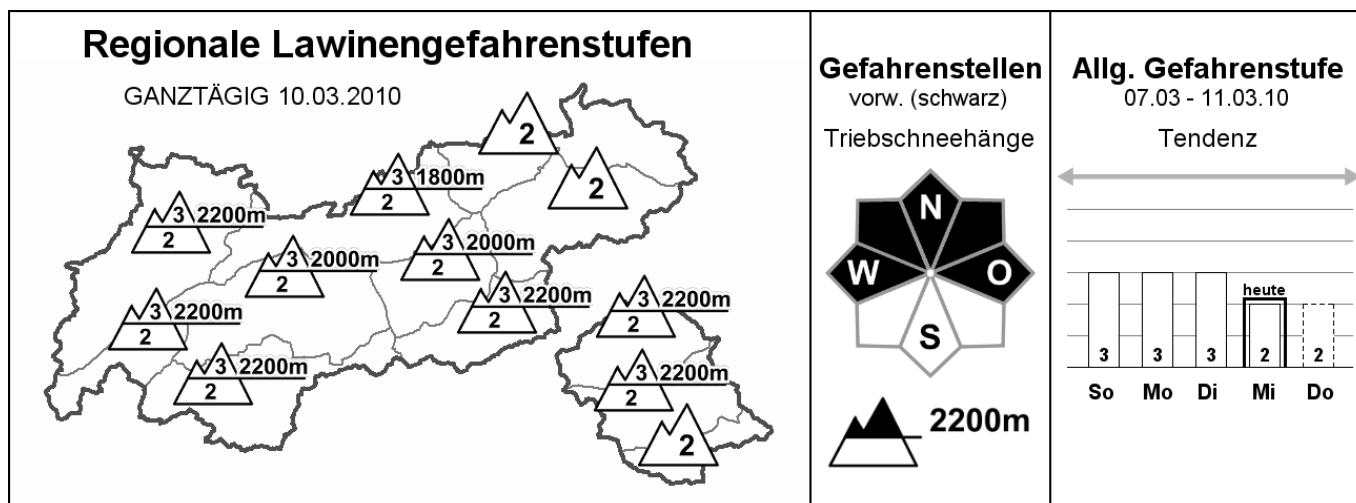 Regionale Lawinengefahrenstufen
GANZTÄGIG 10.03.2010
2
2
3 1800m
2
3 2200m
2
3 2000m
2
3 2000m
2
3 2200m
2
3 2200m
2
3 2200m
2
3 2200m
2
3 2200m
2
2
Gefahrenstellen
vorw. (schwarz)
Triebschneehänge
N
W O
S
2200m
Allg. Gefahrenstufe
07.03 - 11.03.10
Tendenz
heute
3 3 3 2 2
So Mo Di Mi Do